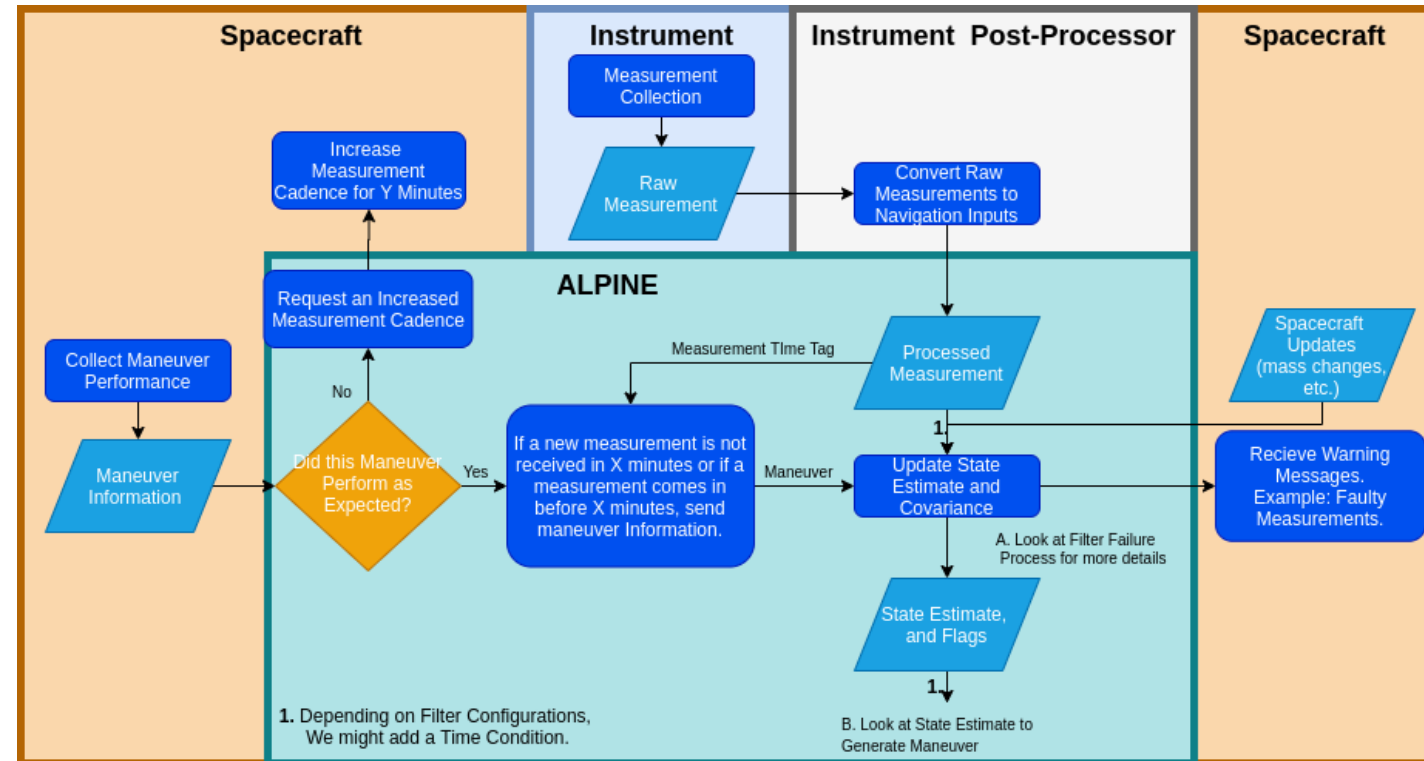 Spacecraft
Instrument
Instrument Post-Processor
Spacecraft
Measurement
Collection
Increase
Measurement
Cadence for Y Minutes
Raw
Measurement
Convert Raw
Measurements to
Navigation Inputs
ALPINE
Request an Increased
Measurement Cadence
Collect Maneuver
Performance
Measurement TIme Tag
Processed
Measurement
Spacecraft
Updates
(mass changes,
etc.)
No
Maneuver
Information
Did this Maneuver
Perform as
Expected?
Yes
If a new measurement is not
received in X minutes or if a
measurement comes in
before X minutes, send
maneuver Information.
Maneuver
1.
Update State
Estimate and
Covariance
Recieve Warning
Messages.
Example: Faulty
Measurements.
A. Look at Filter Failure
Process for more details
State Estimate,
and Flags
1.
B. Look at State Estimate to
Generate Maneuver
1. Depending on Filter Configurations,
We might add a Time Condition.